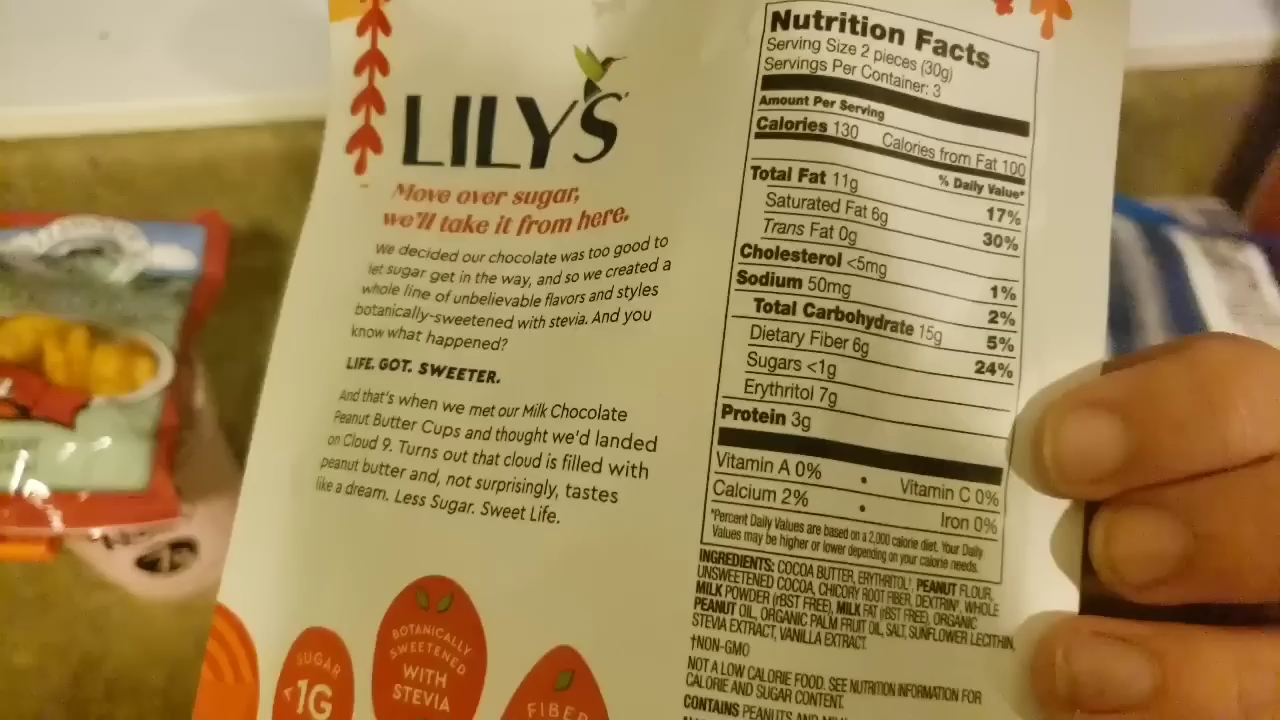 LILY'S
Move over sugar,
we'll take it from here.
We decided our chocolate was too good to
let sugar get in the way, and so we created a
whole line of unbelievable flavors and styles
botanically-sweetened with stevia. And you
know what happened?
LIFE. GOT. SWEETER.
And that's when we met our Milk Chocolate
Peanut Butter Cups and thought we'd landed
on Cloud 9. Turns out that cloud is filled with
peanut butter and, not surprisingly, tastes
like a dream. Less Sugar. Sweet Life.
SUGAR
<1G
BOTANICALLY
SWEETENED
WITH
STEVIA
FIBER
Nutrition Facts
Serving Size 2 pieces (30g)
Servings Per Container: 3
Amount Per Serving
Calories 130 Calories from Fat 100
% Daily Value*
Total Fat 11g 17%
Saturated Fat 6g 30%
Trans Fat 0g
Cholesterol <5mg 1%
Sodium 50mg 2%
Total Carbohydrate 15g 5%
Dietary Fiber 6g 24%
Sugars <1g
Erythritol 7g
Protein 3g
Vitamin A 0% • Vitamin C 0%
Calcium 2% • Iron 0%
*Percent Daily Values are based on a 2,000 calorie diet. Your Daily
Values may be higher or lower depending on your calorie needs.
INGREDIENTS: COCOA BUTTER, ERYTHRITOL†, PEANUT FLOUR,
UNSWEETENED COCOA, CHICORY ROOT FIBER, DEXTRIN†, WHOLE
MILK POWDER (rBST FREE), MILK FAT (rBST FREE), ORGANIC
PEANUT OIL, ORGANIC PALM FRUIT OIL, SALT, SUNFLOWER LECITHIN,
STEVIA EXTRACT, VANILLA EXTRACT.
†NON-GMO
NOT A LOW CALORIE FOOD. SEE NUTRITION INFORMATION FOR
CALORIE AND SUGAR CONTENT.
CONTAINS PEANUTS AND